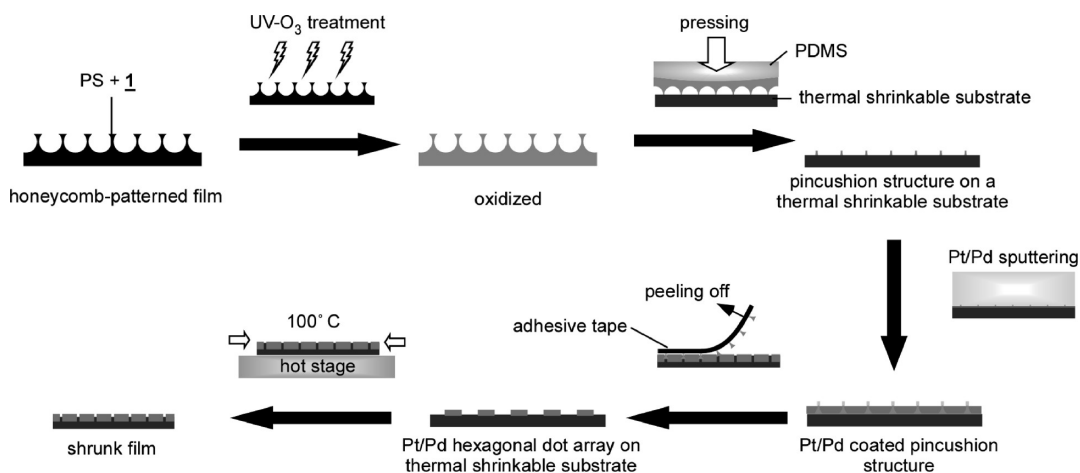 UV-O₃ treatment
PS + 1
honeycomb-patterned film
oxidized
pressing
PDMS
thermal shrinkable substrate
pincushion structure on a
thermal shrinkable substrate
Pt/Pd sputtering
peeling off
adhesive tape
100° C
hot stage
shrunk film
Pt/Pd hexagonal dot array on
thermal shrinkable substrate
Pt/Pd coated pincushion
structure